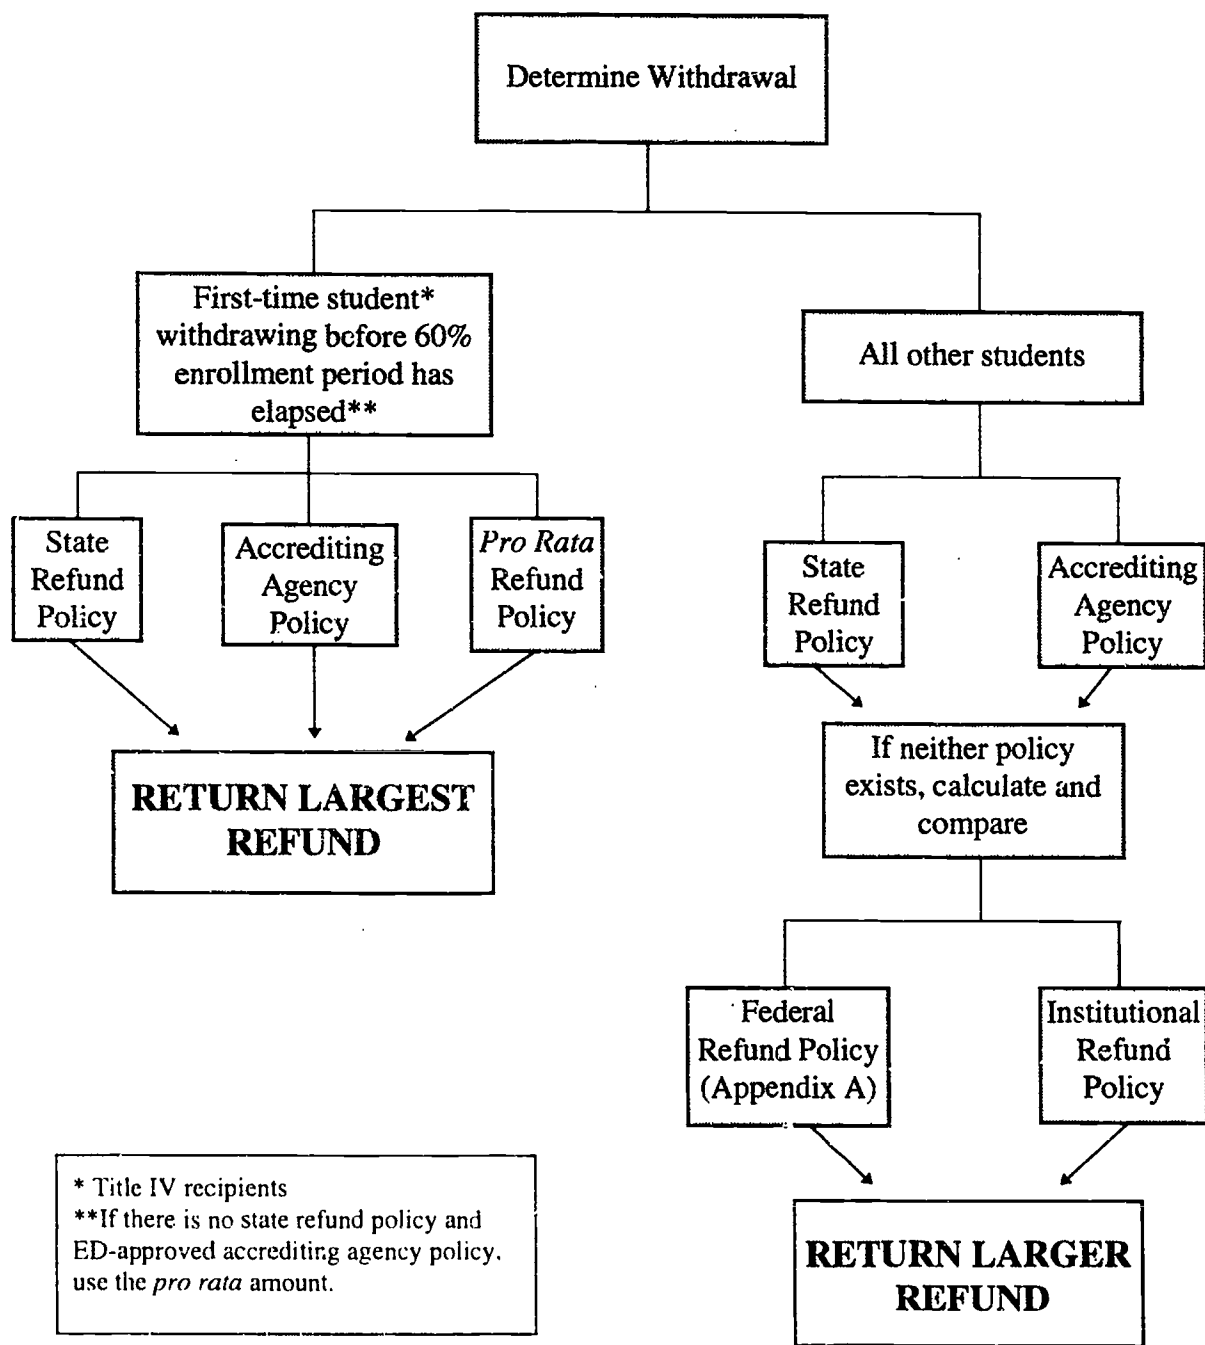 Determine Withdrawal
First-time student*
withdrawing before 60%
enrollment period has
elapsed**
All other students
State
Refund
Policy
Accrediting
Agency
Policy
Pro Rata
Refund
Policy
State
Refund
Policy
Accrediting
Agency
Policy
RETURN LARGEST
REFUND
If neither policy
exists, calculate and
compare
Federal
Refund Policy
(Appendix A)
Institutional
Refund
Policy
* Title IV recipients
**If there is no state refund policy and
ED-approved accrediting agency policy,
use the pro rata amount.
RETURN LARGER
REFUND